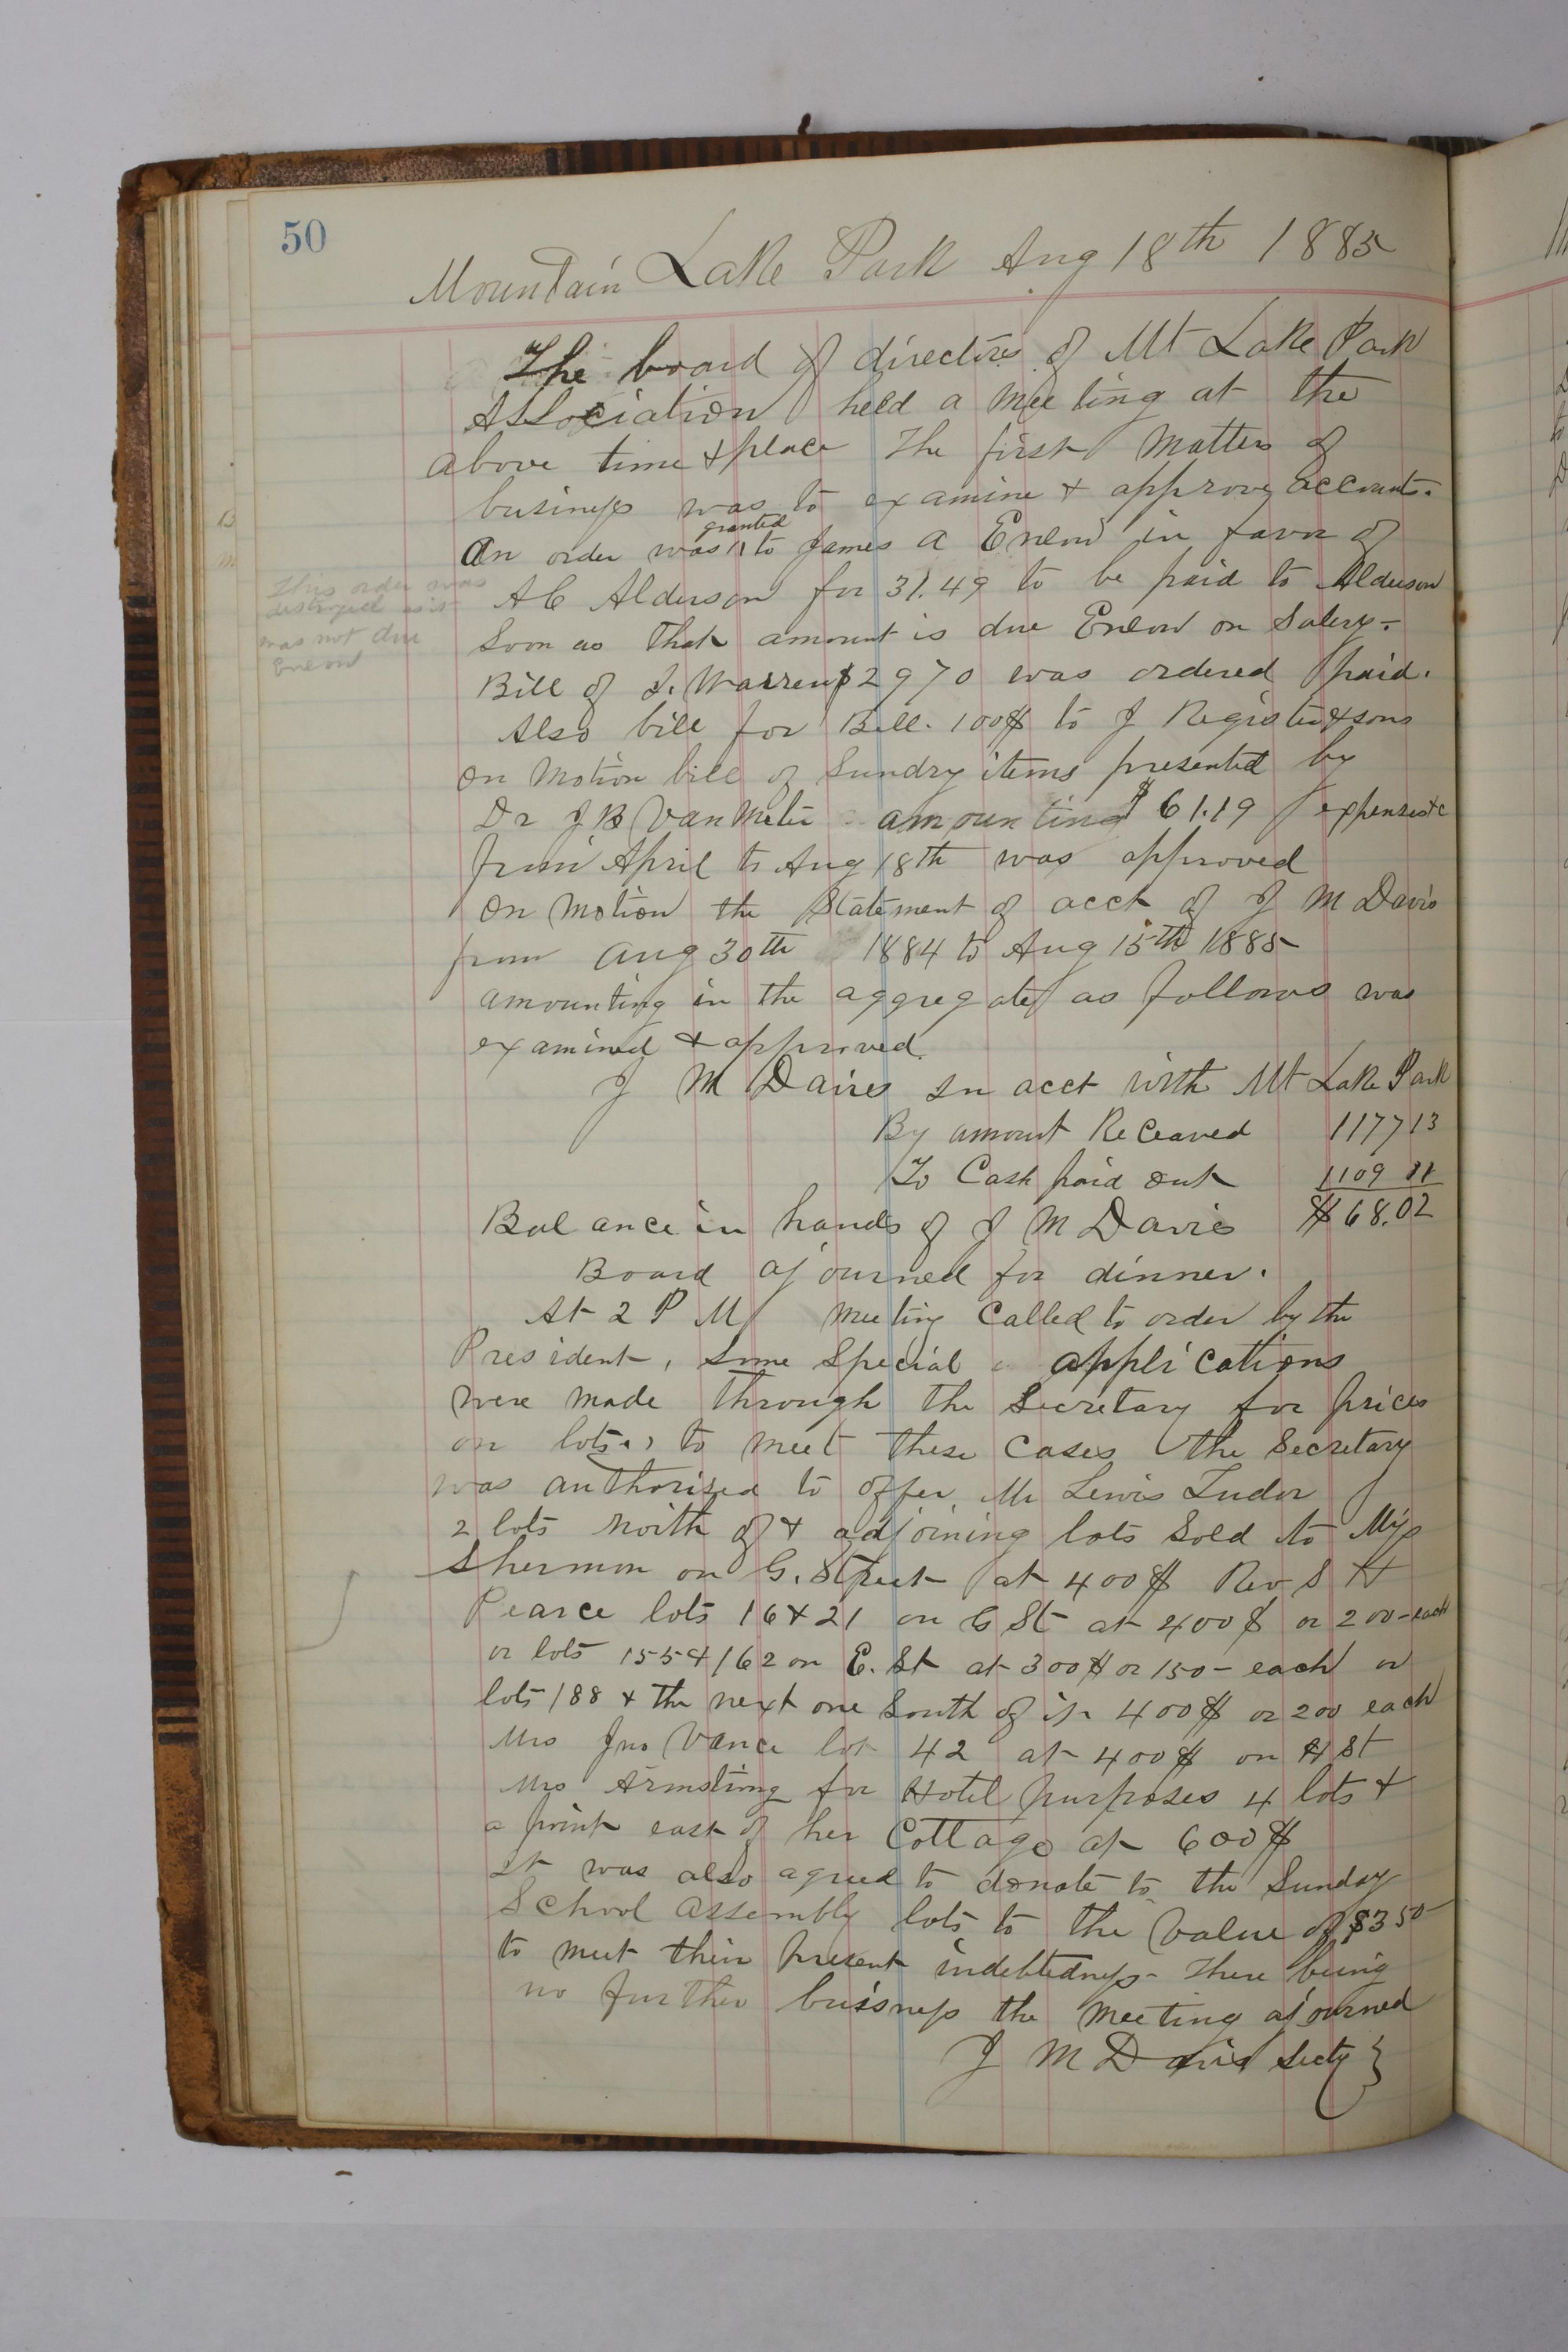 50
Mountain Lake Park Aug 18th 1885
The board of directors of Mt Lake Park
Association held a meeting at the
above time & place The first matter of
business was to examine & approve accounts.
An order was granted to James A Enlow in favor of
A C Alderson for 31.49 to be paid to Alderson
Soon as that amount is due Enlow on Salery-
This order was
destroyed as it
was not due
Enlow
Bill of S. Warren $29 70 was ordered paid.
Also bill for Bell. 100$ to J Register & sons
on motion bill of Sundry items presented by
Dr J B Van Meter amounting $61.19 expenses &c
from April to Aug 18th was approved
On motion the Statement of acct of J M Davis
from Aug 30th 1884 to Aug 15th 1885
amounting in the aggregate as follows was
examined & approved.
J M Davies In acct with Mt Lake Park
By amount Receaved 1177 13
To Cash paid out 1109 11
Balance in hands of J M Davis $68.02
Board ajourned for dinner.
At 2 P M meeting Called to order by the
President, Some Special applications
were made through the Secretary for prices
on lots, to meet these Cases the Secretary
was authorised to offer Mr Lewis Tudor
2 lots north of & adjoining lots Sold to Miss
Shermon on G. Street at 400$ Rev S H
Pearce lots 16 & 21 on G St at 400$ or 200- each
or lots 155 & 162 on E. St at 300$ or 150- each or
lots 188 & the next one South of it 400$ or 200 each
Mrs Jno Vance lot 42 at 400$ on H St
Mrs Armstrong for Hotel purposes 4 lots &
a point east of her Cottage at 600$
It was also agreed to donate to the Sunday
School Assembly lots to the value of $350
to meet their present indebtedness- There being
no further buisness the meeting ajourned
J M Davis Secty }